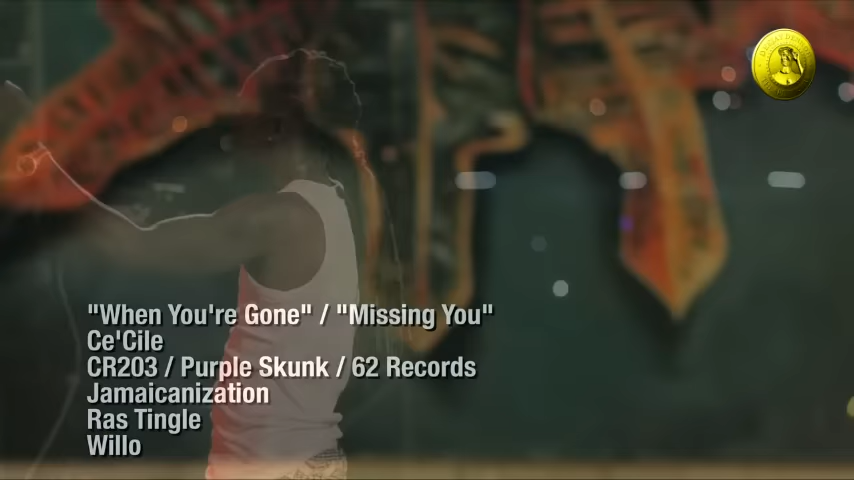 "When You're Gone" / "Missing You"
Ce'Cile
CR203 / Purple Skunk / 62 Records
Jamaicanization
Ras Tingle
Willo